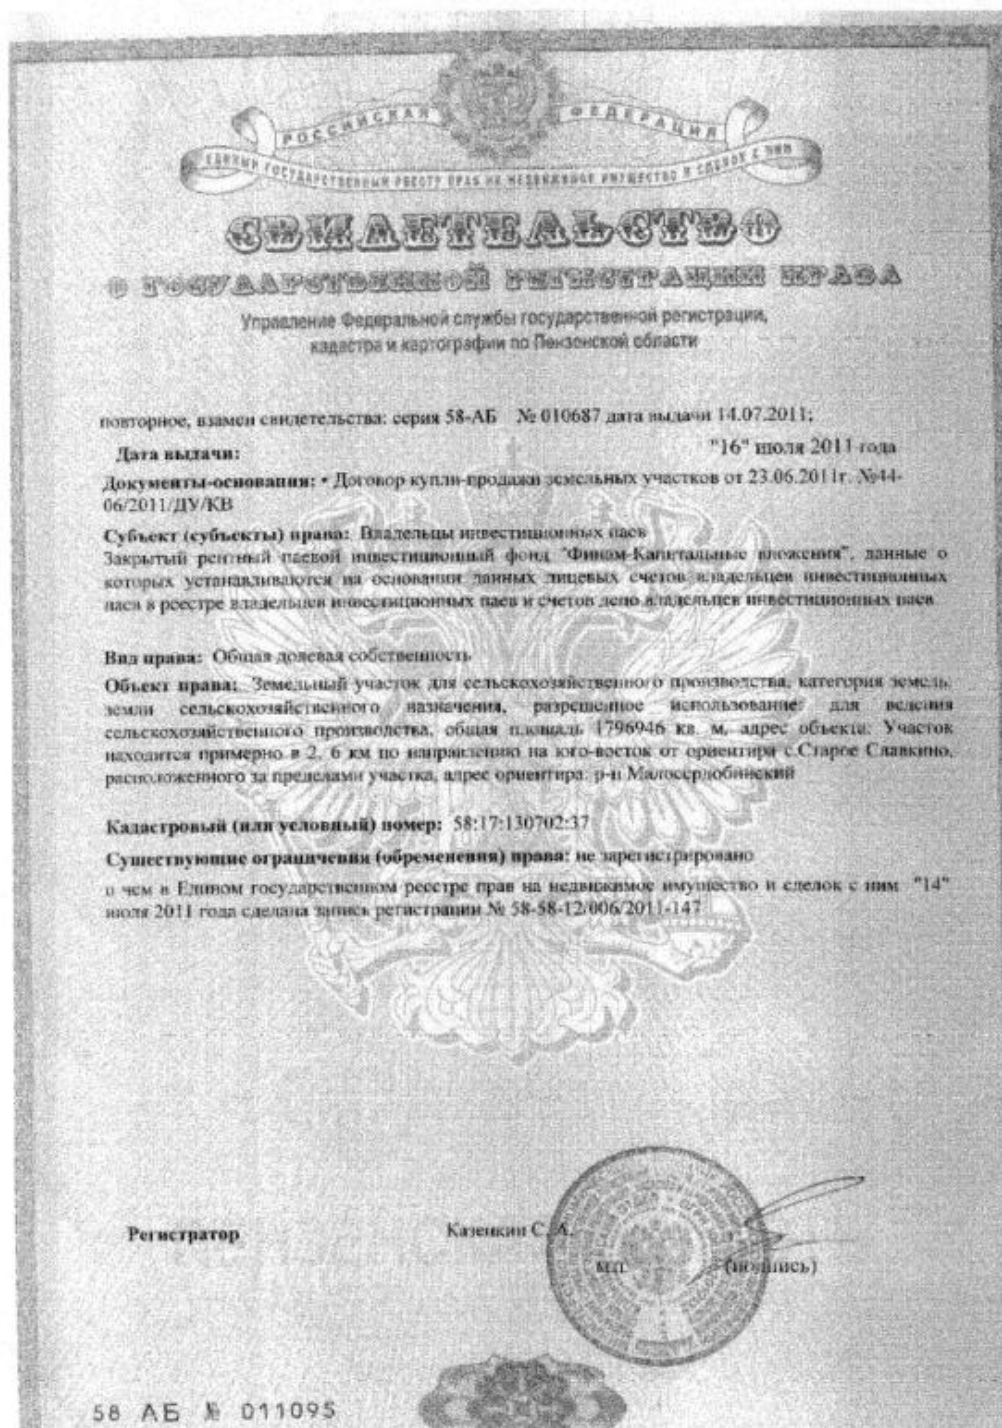 РОССИЙСКАЯ ФЕДЕРАЦИЯ
ЕДИНЫЙ ГОСУДАРСТВЕННЫЙ РЕЕСТР ПРАВ НА НЕДВИЖИМОЕ ИМУЩЕСТВО И СДЕЛОК С НИМ
СВИДЕТЕЛЬСТВО
О ГОСУДАРСТВЕННОЙ РЕГИСТРАЦИИ ПРАВА
Управление Федеральной службы государственной регистрации,
кадастра и картографии по Пензенской области
повторное, взамен свидетельства: серия 58-АБ № 010687 дата выдачи 14.07.2011;
Дата выдачи: "16" июля 2011 года
Документы-основания: • Договор купли-продажи земельных участков от 23.06.2011г. №44-
06/2011/ДУ/КВ
Субъект (субъекты) права: Владельцы инвестиционных паев
Закрытый рентный паевой инвестиционный фонд "Финам-Капитальные вложения", данные о
которых устанавливаются на основании данных лицевых счетов владельцев инвестиционных
паев в реестре владельцев инвестиционных паев и счетов депо владельцев инвестиционных паев
Вид права: Общая долевая собственность
Объект права: Земельный участок для сельскохозяйственного производства, категория земель:
земли сельскохозяйственного назначения, разрешенное использование: для ведения
сельскохозяйственного производства, общая площадь 1796946 кв. м, адрес объекта: Участок
находится примерно в 2, 6 км по направлению на юго-восток от ориентира с.Старое Славкино,
расположенного за пределами участка, адрес ориентира: р-н Малосердобинский
Кадастровый (или условный) номер: 58:17:130702:37
Существующие ограничения (обременения) права: не зарегистрировано
о чем в Едином государственном реестре прав на недвижимое имущество и сделок с ним "14"
июля 2011 года сделана запись регистрации № 58-58-12/006/2011-147
Регистратор Казенкин С. А.
м.п. (подпись)
58 АБ № 011095